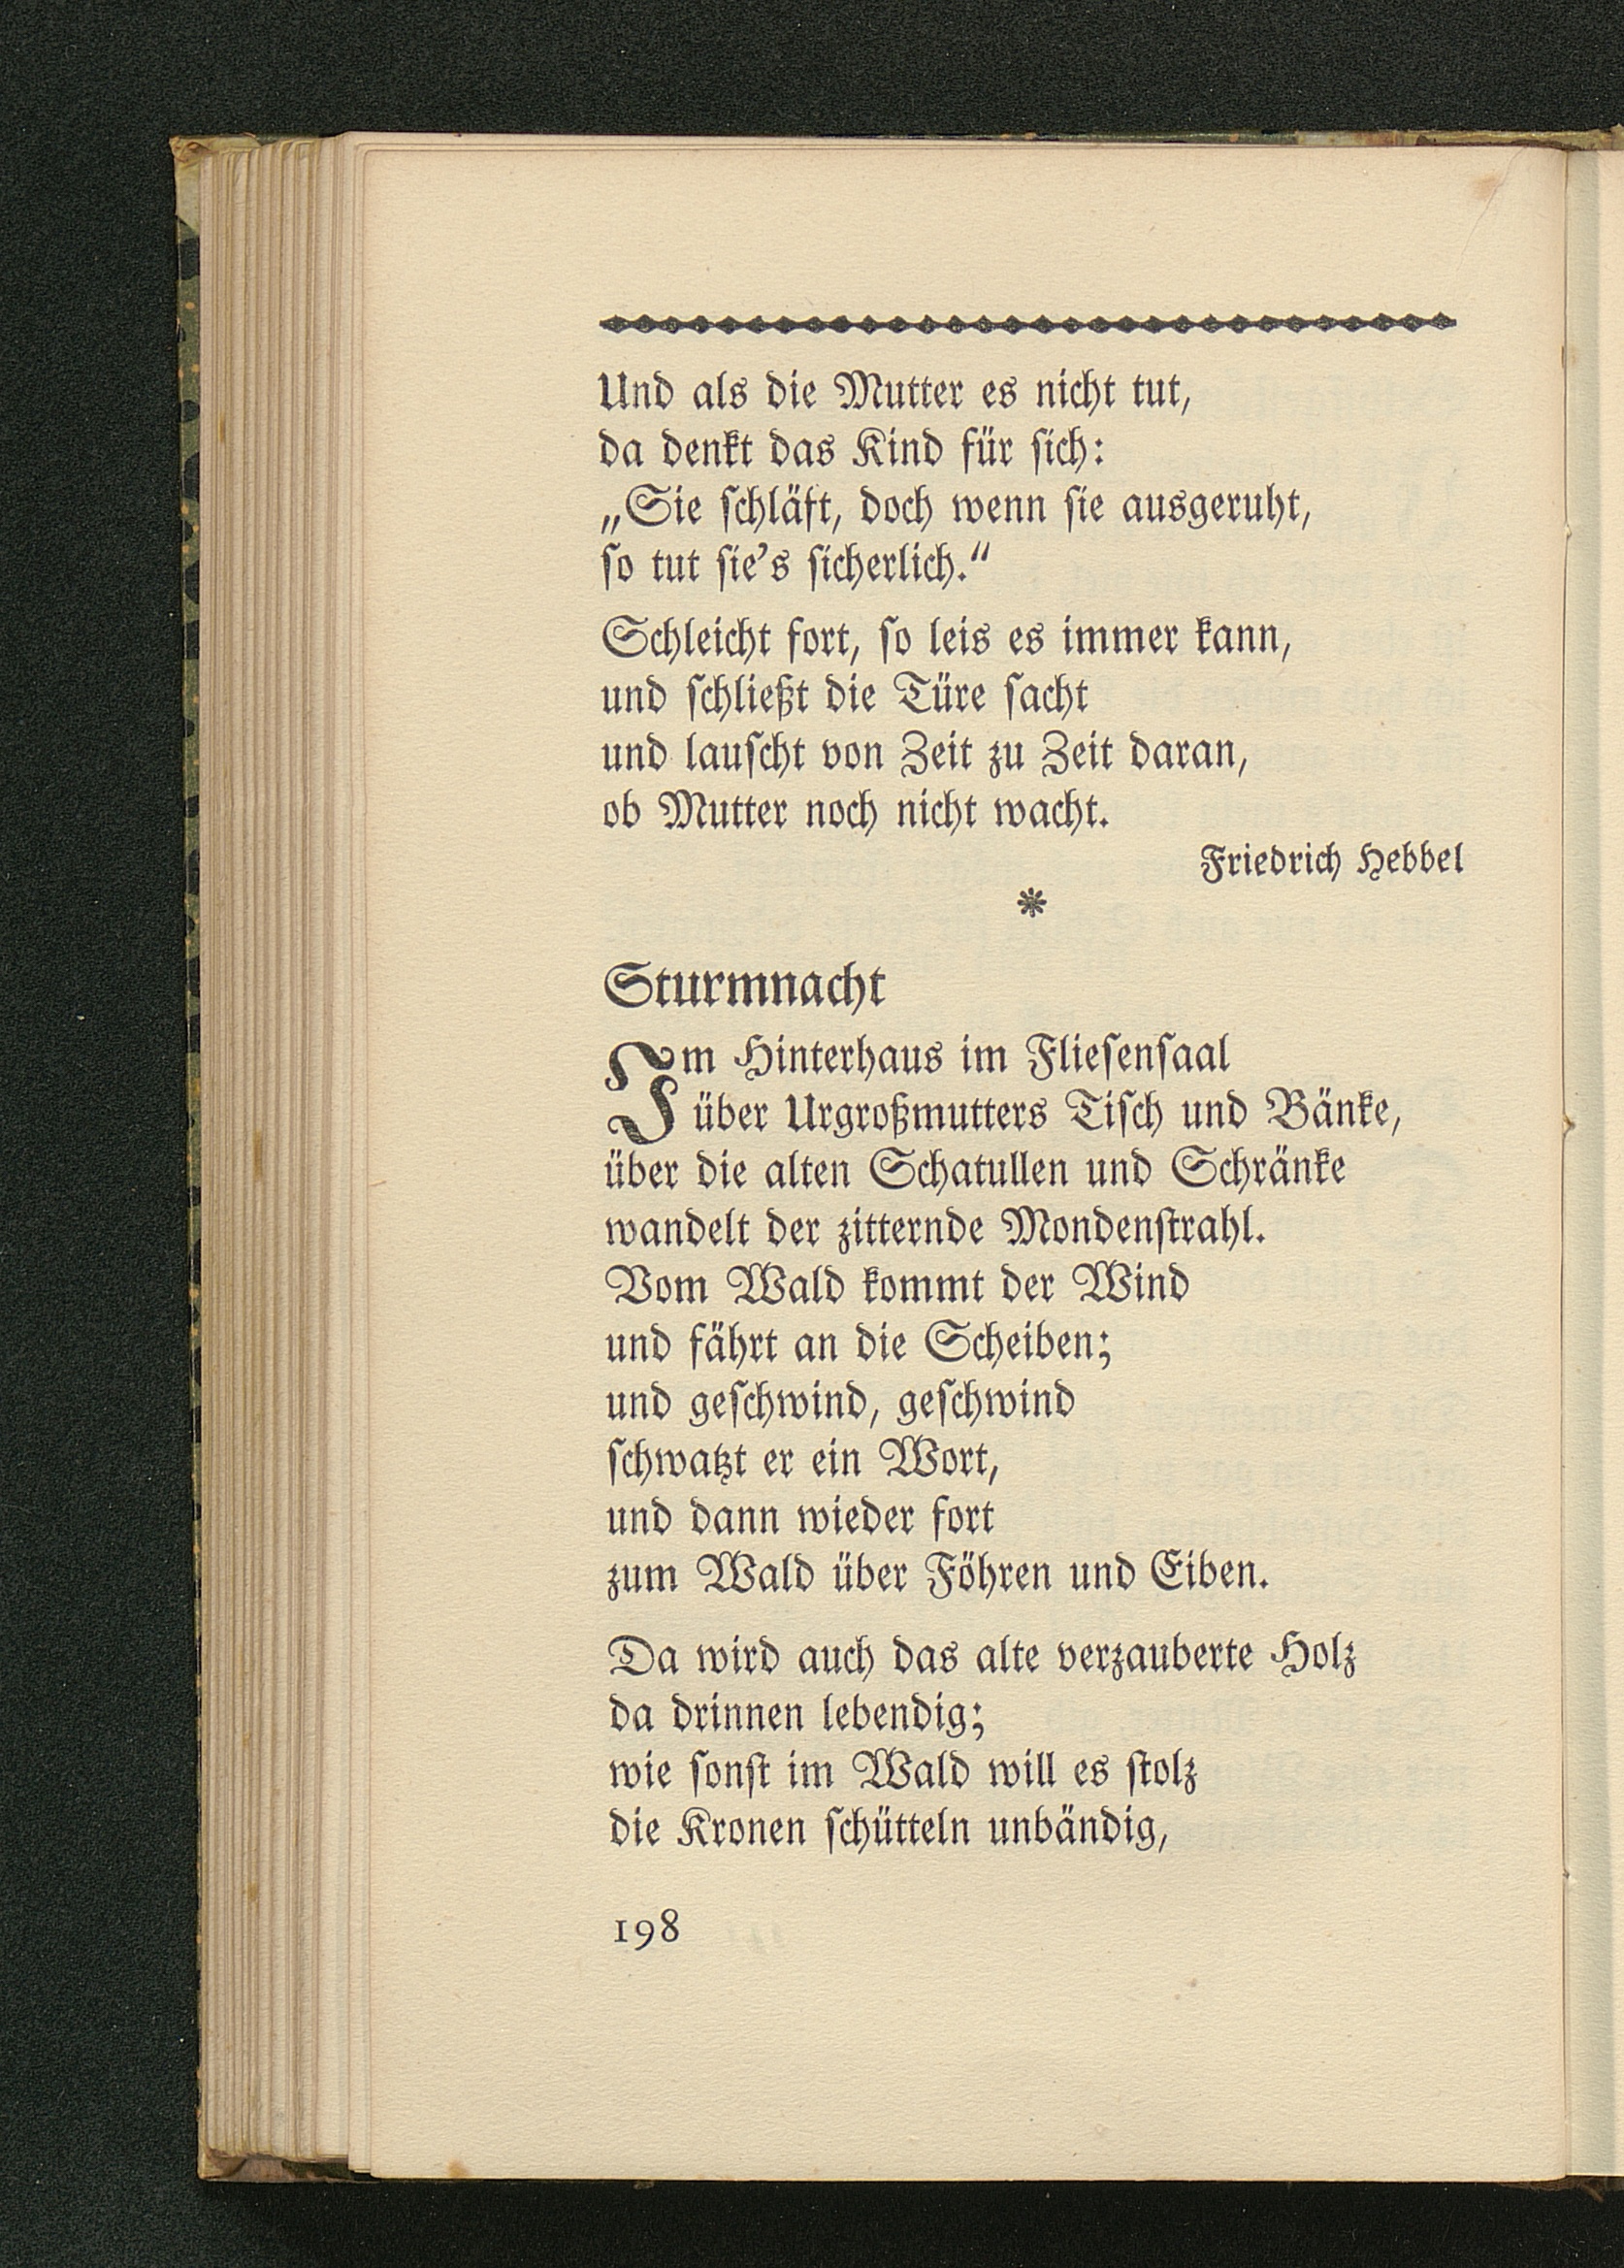 Und als die Mutter es nicht tut,
da denkt das Kind für ſich:
„Sie ſchläft, doch wenn ſie ausgeruht,
ſo tut ſie’s ſicherlich.“
Schleicht fort, ſo leis es immer kann,
und ſchließt die Türe ſacht
und lauſcht von Zeit zu Zeit daran,
ob Mutter noch nicht wacht.
Friedrich Hebbel
*
Sturmnacht
Im Hinterhaus im Flieſenſaal
über Urgroßmutters Tiſch und Bänke,
über die alten Schatullen und Schränke
wandelt der zitternde Mondenſtrahl.
Vom Wald kommt der Wind
und fährt an die Scheiben;
und geſchwind, geſchwind
ſchwatzt er ein Wort,
und dann wieder fort
zum Wald über Föhren und Eiben.
Da wird auch das alte verzauberte Holz
da drinnen lebendig;
wie ſonſt im Wald will es ſtolz
die Kronen ſchütteln unbändig,
198